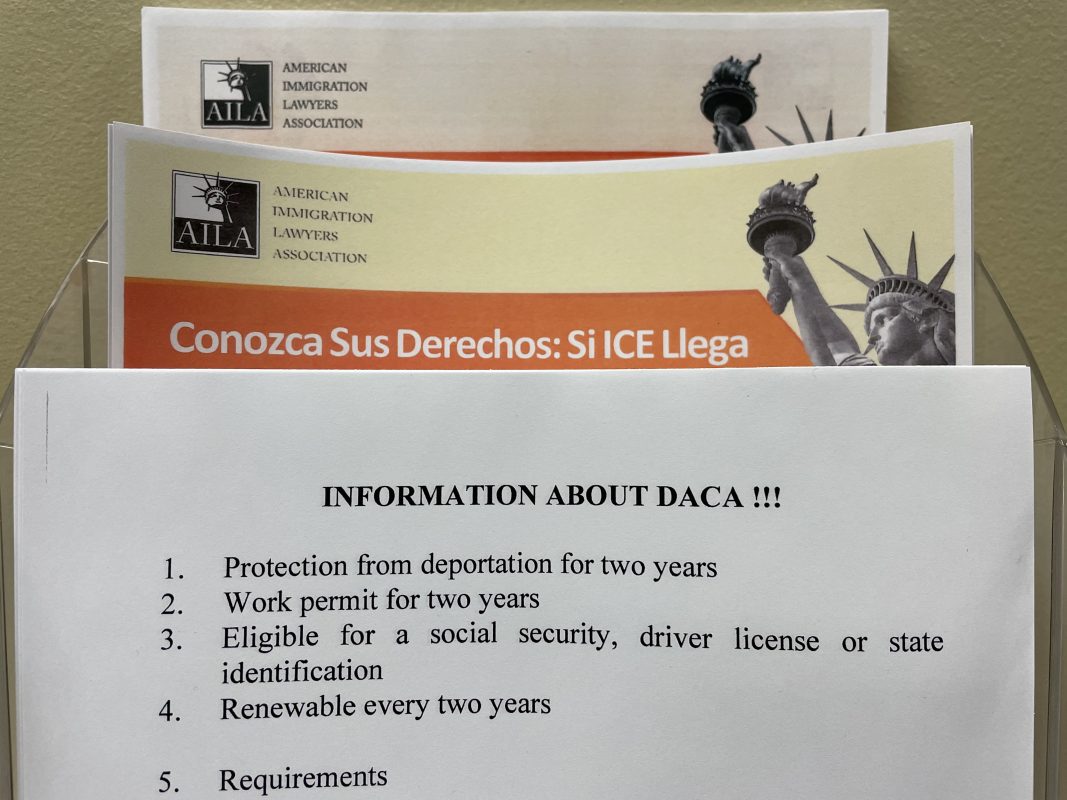 AILA
AMERICAN
IMMIGRATION
LAWYERS
ASSOCIATION
AILA
AMERICAN
IMMIGRATION
LAWYERS
ASSOCIATION
Conozca Sus Derechos: Si ICE Llega
INFORMATION ABOUT DACA !!!
1. Protection from deportation for two years
2. Work permit for two years
3. Eligible for a social security, driver license or state
identification
4. Renewable every two years
5. Requirements